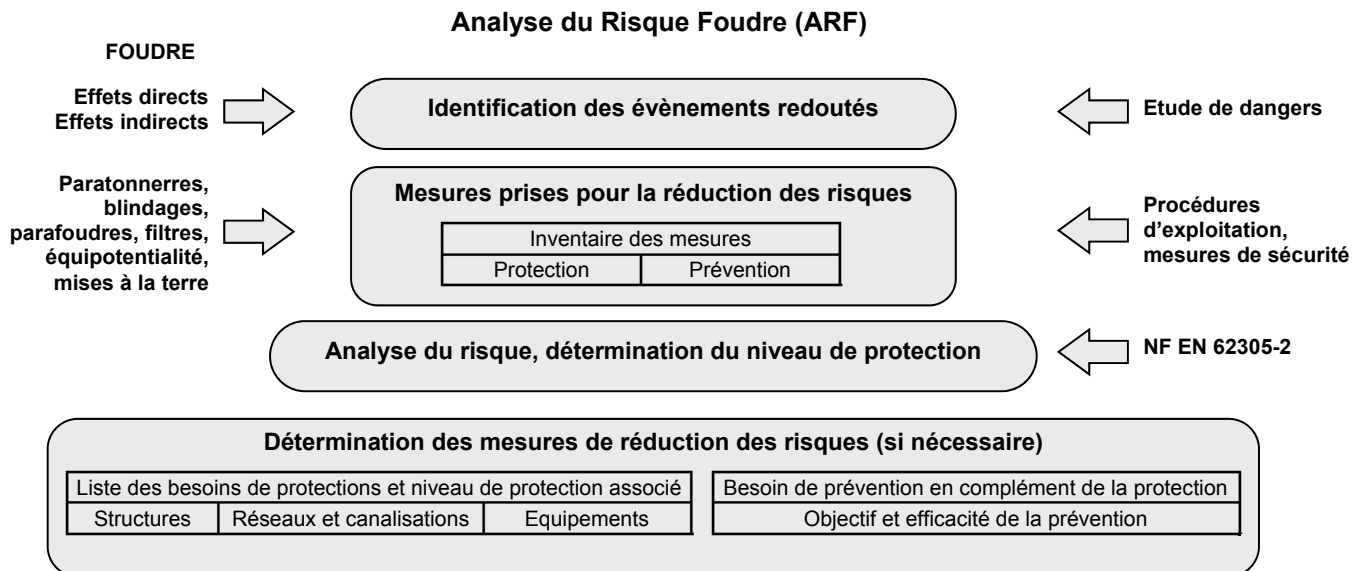 Analyse du Risque Foudre (ARF)
FOUDRE
Effets directs
Effets indirects
Identification des évènements redoutés
Etude de dangers
Paratonnerres,
blindages,
parafoudres, filtres,
équipotentialité,
mises à la terre
Mesures prises pour la réduction des risques
Inventaire des mesures
Protection
Prévention
Procédures
d’exploitation,
mesures de sécurité
Analyse du risque, détermination du niveau de protection
NF EN 62305-2
Détermination des mesures de réduction des risques (si nécessaire)
Liste des besoins de protections et niveau de protection associé
Structures
Réseaux et canalisations
Equipements
Besoin de prévention en complément de la protection
Objectif et efficacité de la prévention